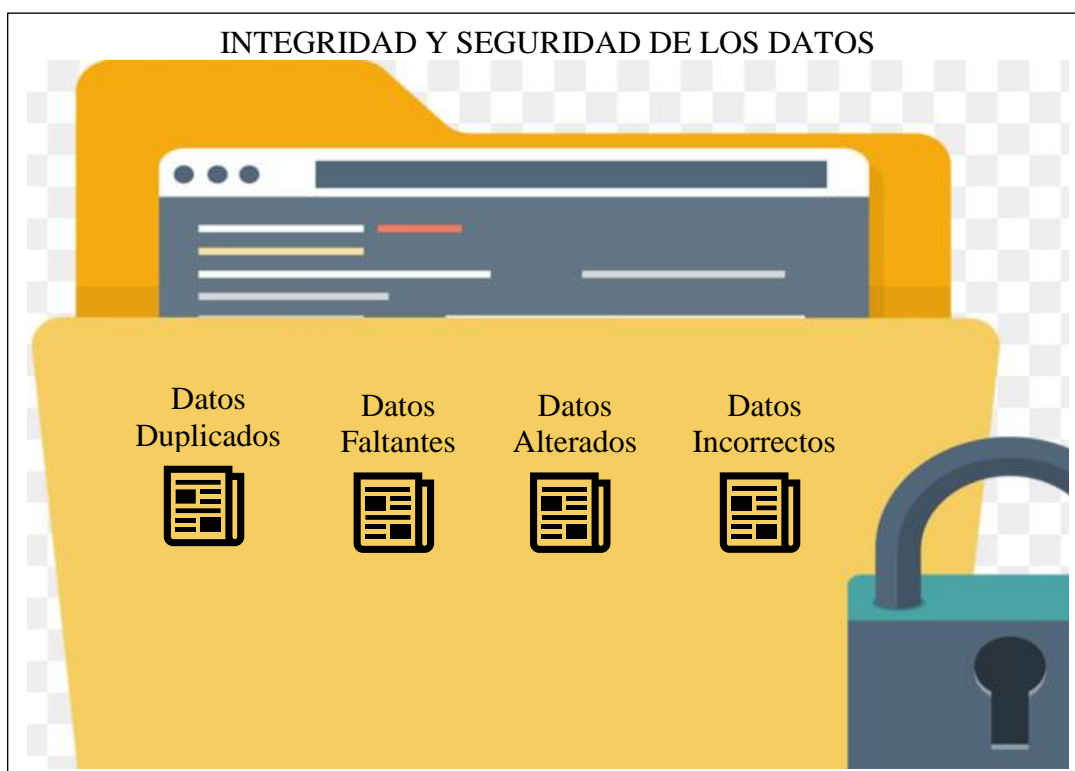 INTEGRIDAD Y SEGURIDAD DE LOS DATOS
Datos
Duplicados
Datos
Faltantes
Datos
Alterados
Datos
Incorrectos